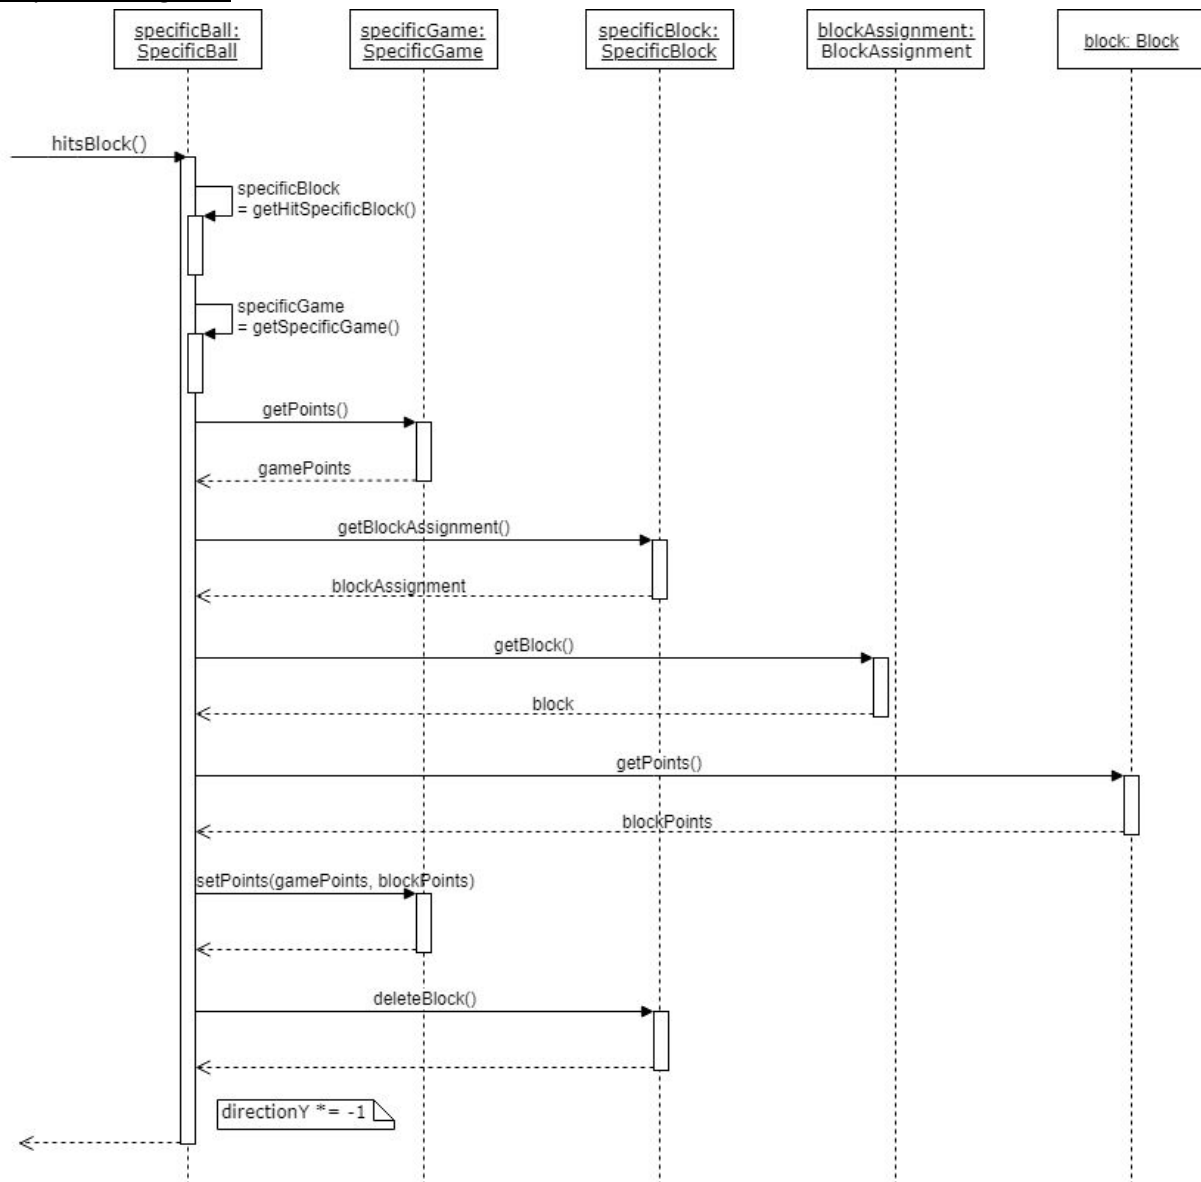 specificBall:
SpecificBall
specificGame:
SpecificGame
specificBlock:
SpecificBlock
blockAssignment:
BlockAssignment
block: Block
hitsBlock()
specificBlock
= getHitSpecificBlock()
specificGame
= getSpecificGame()
getPoints()
gamePoints
getBlockAssignment()
blockAssignment
getBlock()
block
getPoints()
blockPoints
setPoints(gamePoints, blockPoints)
deleteBlock()
directionY *= -1